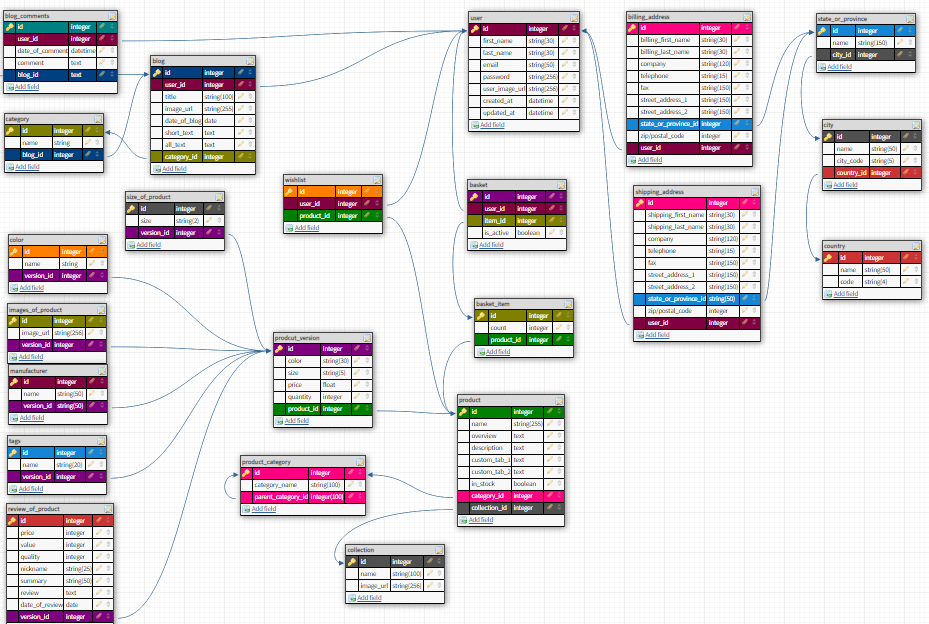 blog_comments
id integer
user_id integer
date_of_comment datetime
comment text
blog_id integer
Add field
category
id integer
name string
blog_id integer
Add field
blog
id integer
user_id integer
title string(100)
image_url string(255)
date_of_blog date
short_text text
all_text text
category_id integer
Add field
size_of_product
id integer
size string(2)
version_id integer
Add field
color
id integer
name string
version_id integer
Add field
images_of_product
id integer
image_url string(256)
version_id integer
Add field
manufacturer
id integer
name string(50)
version_id string(50)
Add field
tags
id integer
name string(20)
version_id integer
Add field
review_of_product
id integer
price integer
value integer
quality integer
nickname string(25)
summary string(50)
review text
date_of_review date
version_id integer
wishlist
id integer
user_id integer
product_id integer
Add field
prodcut_version
id integer
color string(30)
size string(5)
price float
quantity integer
product_id integer
Add field
product_category
id integer
category_name string(100)
parent_category_id integer(100)
Add field
collection
id integer
name string(100)
image_url string(256)
Add field
user
id integer
first_name string(30)
last_name string(30)
email string(50)
password string(256)
user_image_url string(256)
created_at datetime
updated_at datetime
Add field
basket
id integer
user_id integer
item_id integer
is_active boolean
Add field
basket_item
id integer
count integer
product_id integer
Add field
product
id integer
name string(255)
overview text
description text
custom_tab_1 text
custom_tab_2 text
in_stock boolean
category_id integer
collection_id integer
Add field
billing_address
id integer
billing_first_name string(30)
billing_last_name string(30)
company string(120)
telephone string(15)
fax string(150)
street_address_1 string(150)
street_address_2 string(150)
state_or_province_id integer
zip/postal_code integer
user_id integer
Add field
shipping_address
id integer
shipping_first_name string(30)
shipping_last_name string(30)
company string(120)
telephone string(15)
fax string(150)
street_address_1 string(150)
street_address_2 string(150)
state_or_province_id string(50)
zip/postal_code integer
user_id integer
Add field
state_or_province
id integer
name string(150)
city_id integer
Add field
city
id integer
name string(50)
city_code string(5)
country_id integer
Add field
country
id integer
name string(50)
code string(4)
Add field